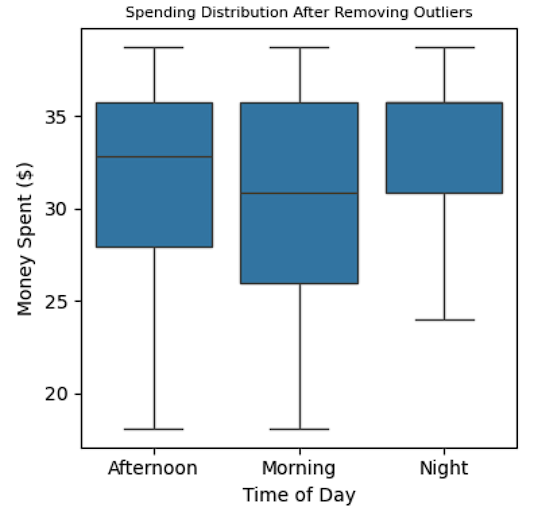 Spending Distribution After Removing Outliers
Money Spent ($)
35
30
25
20
Afternoon Morning Night
Time of Day